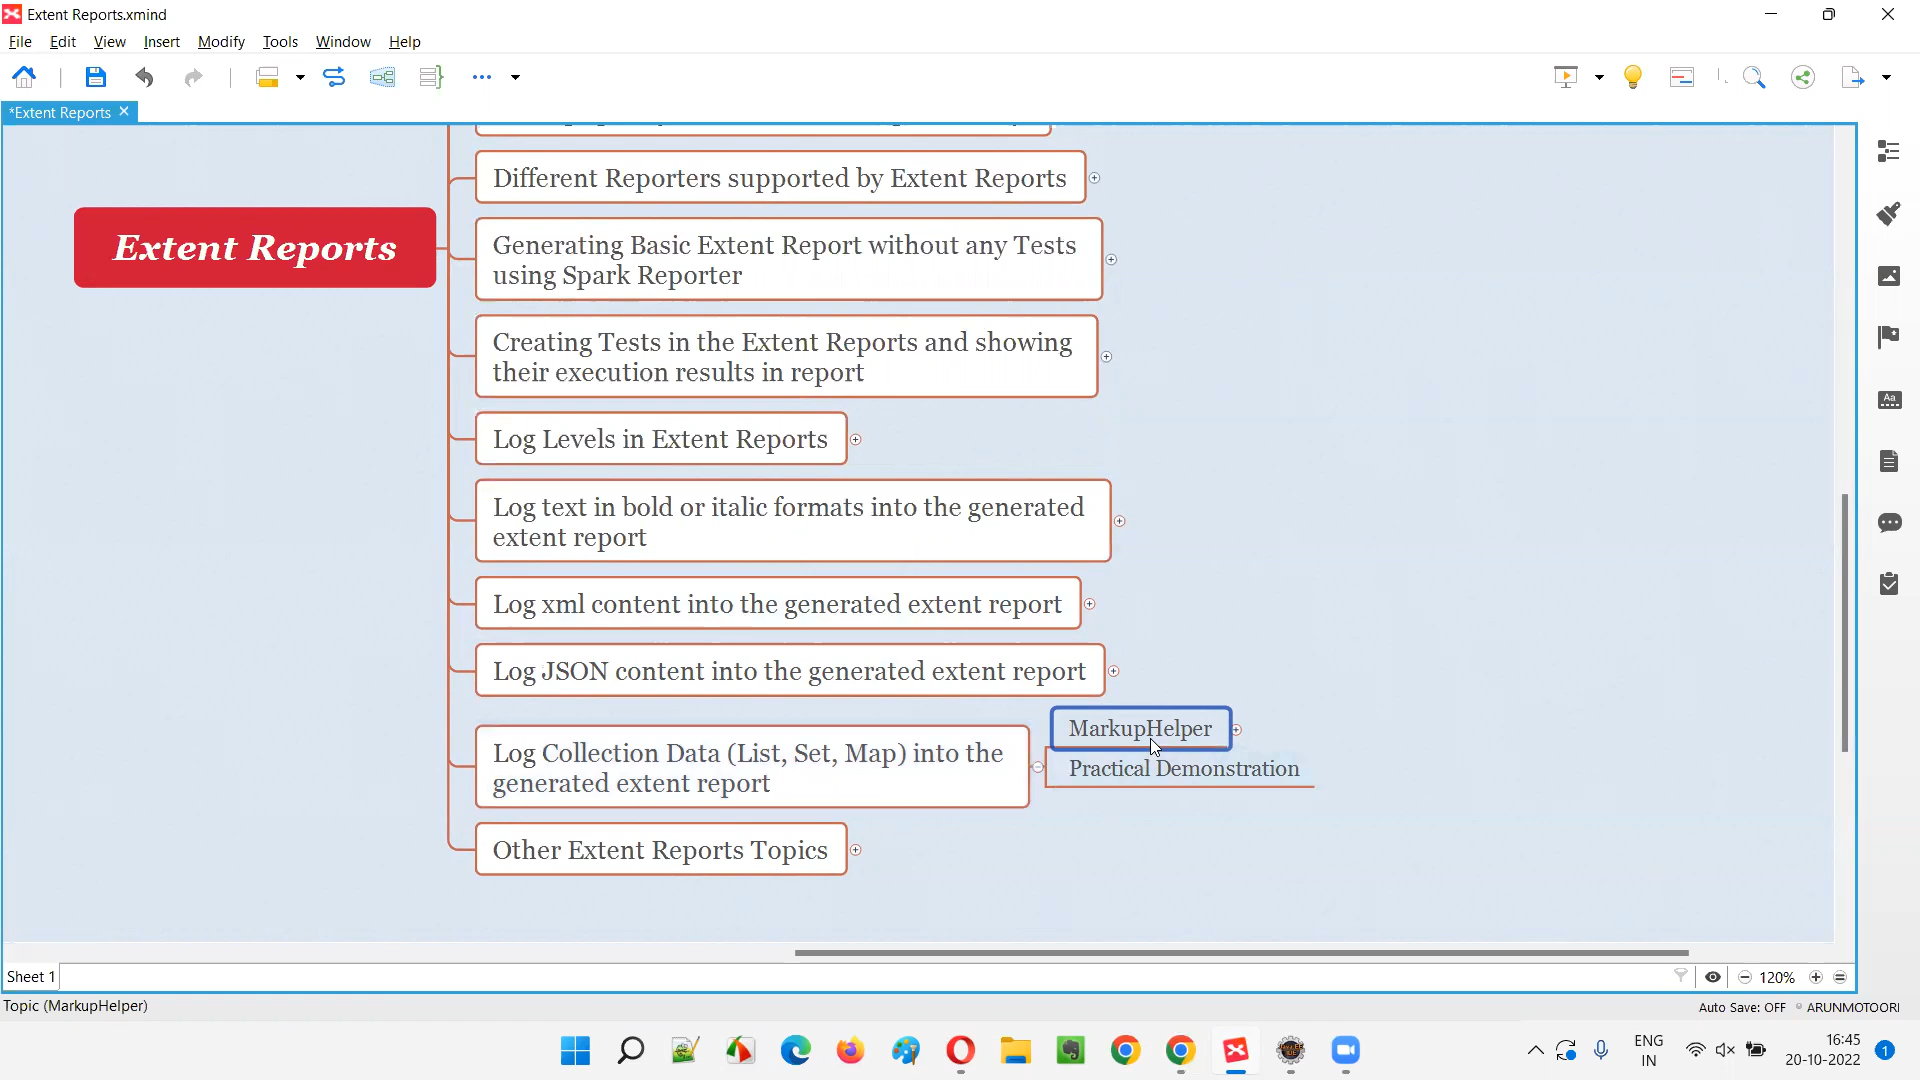 Extent Reports.xmind
File Edit View Insert Modify Tools Window Help
*Extent Reports
Different Reporters supported by Extent Reports
Extent Reports
Generating Basic Extent Report without any Tests
using Spark Reporter
Creating Tests in the Extent Reports and showing
their execution results in report
Log Levels in Extent Reports
Log text in bold or italic formats into the generated
extent report
Log xml content into the generated extent report
Log JSON content into the generated extent report
MarkupHelper
Log Collection Data (List, Set, Map) into the
generated extent report
Practical Demonstration
Other Extent Reports Topics
Sheet 1
120%
Topic (MarkupHelper)
Auto Save: OFF
ARUNMOTOORI
ENG
IN
16:45
20-10-2022
1